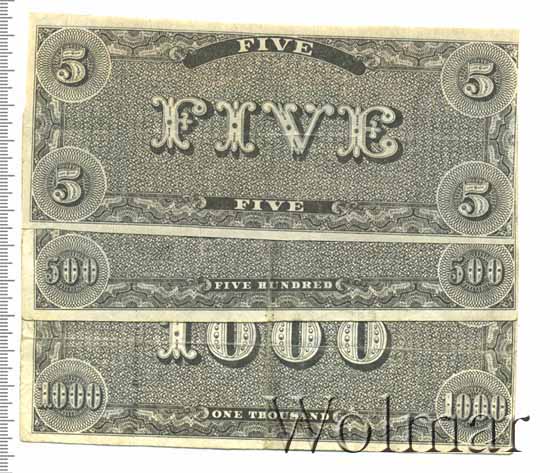 FIVE
5 5
FIVE
5 5
FIVE
500 500
FIVE HUNDRED
1000
1000 1000
ONE THOUSAND
Wolmar